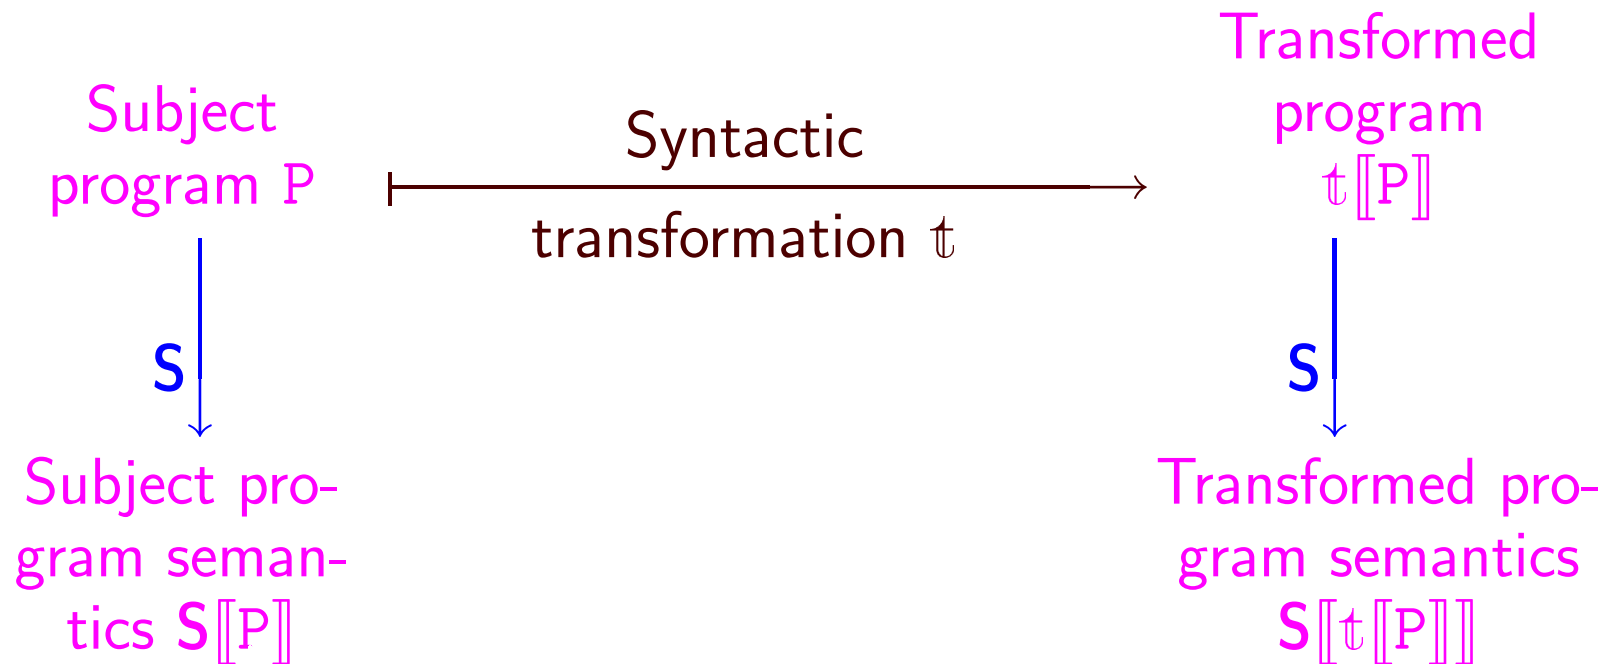 Subject
program P
Syntactic
transformation 𝕥
Transformed
program
𝕥⟦P⟧
S
S
Subject pro-
gram seman-
tics S⟦P⟧
Transformed pro-
gram semantics
S⟦𝕥⟦P⟧⟧